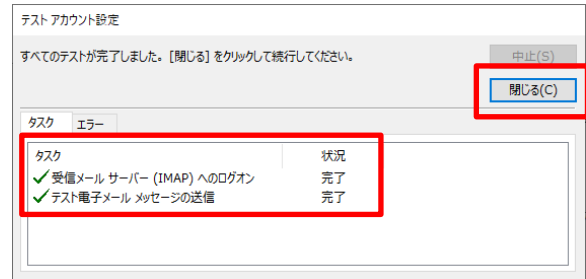 テスト アカウント設定
すべてのテストが完了しました。[閉じる] をクリックして続行してください。
中止(S)
閉じる(C)
タスク エラー
タスク 状況
受信メール サーバー (IMAP) へのログオン 完了
テスト電子メール メッセージの送信 完了